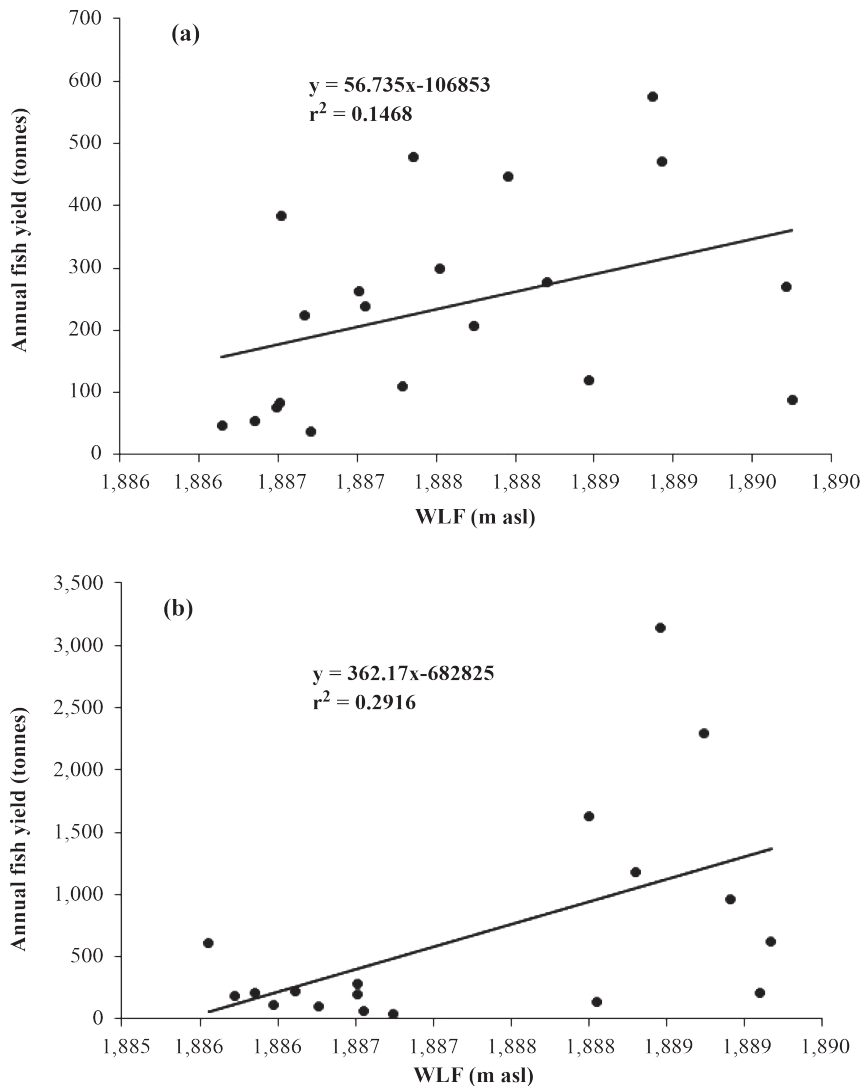 (a)
y = 56.735x-106853
r² = 0.1468
Annual fish yield (tonnes)
700
600
500
400
300
200
100
0
1,886 1,886 1,887 1,887 1,888 1,888 1,889 1,889 1,890 1,890
WLF (m asl)
(b)
y = 362.17x-682825
r² = 0.2916
Annual fish yield (tonnes)
3,500
3,000
2,500
2,000
1,500
1,000
500
0
1,885 1,886 1,886 1,887 1,887 1,888 1,888 1,889 1,889 1,890
WLF (m asl)